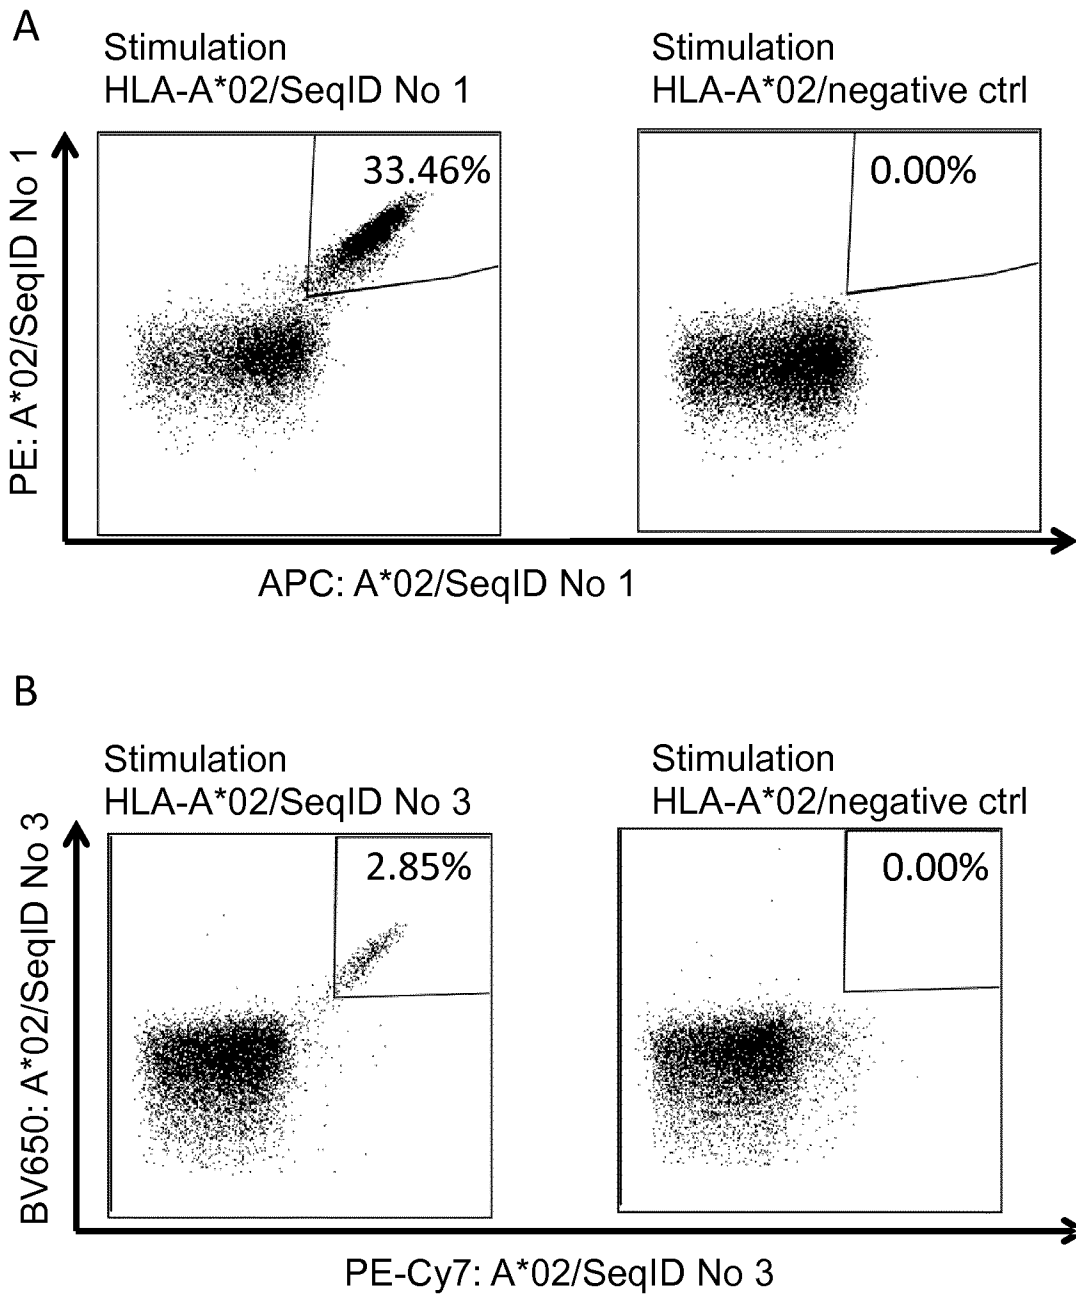 A
Stimulation
HLA-A*02/SeqID No 1
Stimulation
HLA-A*02/negative ctrl
PE: A*02/SeqID No 1
33.46%
0.00%
APC: A*02/SeqID No 1
B
Stimulation
HLA-A*02/SeqID No 3
Stimulation
HLA-A*02/negative ctrl
BV650: A*02/SeqID No 3
2.85%
0.00%
PE-Cy7: A*02/SeqID No 3